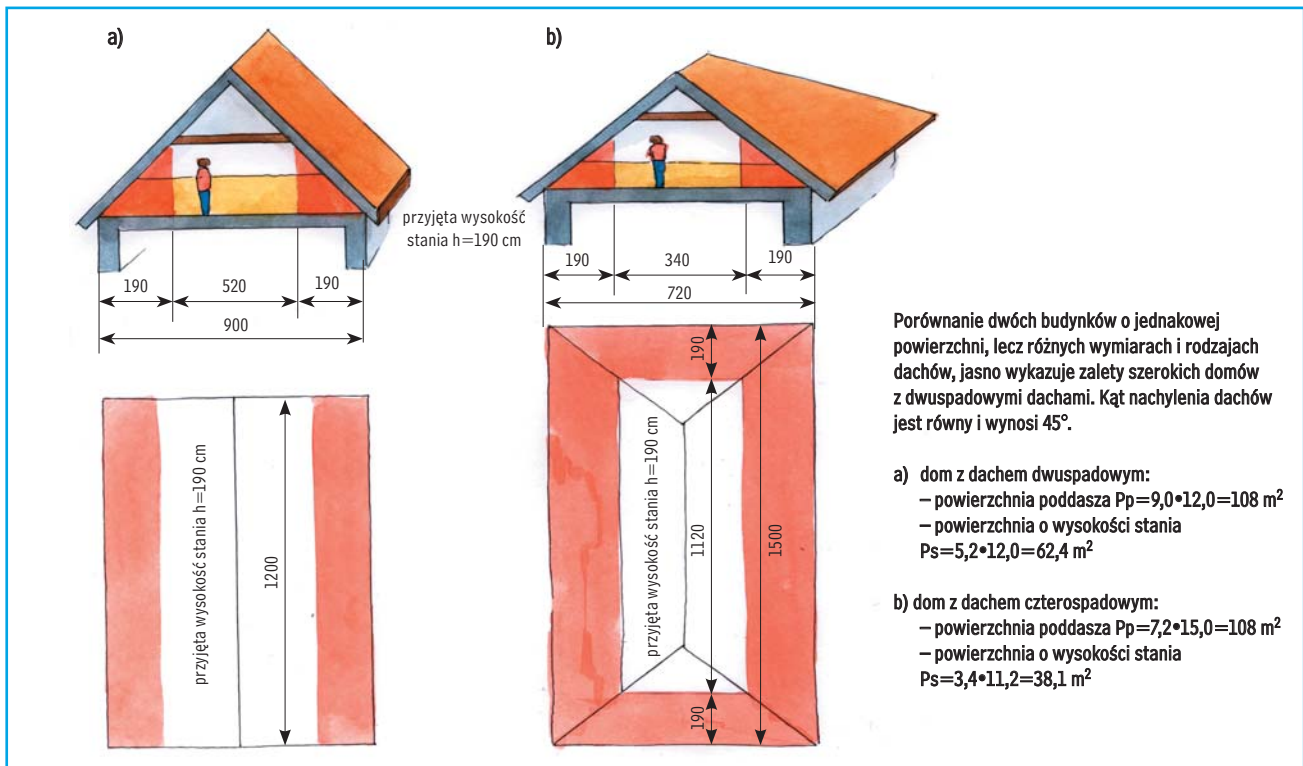 a)
b)
przyjęta wysokość
stania h=190 cm
190
520
190
900
190
340
190
720
przyjęta wysokość stania h=190 cm
1200
190
przyjęta wysokość stania h=190 cm
1120
1500
190
Porównanie dwóch budynków o jednakowej
powierzchni, lecz różnych wymiarach i rodzajach
dachów, jasno wykazuje zalety szerokich domów
z dwuspadowymi dachami. Kąt nachylenia dachów
jest równy i wynosi 45°.
a) dom z dachem dwuspadowym:
– powierzchnia poddasza Pp=9,0•12,0=108 m²
– powierzchnia o wysokości stania
Ps=5,2•12,0=62,4 m²
b) dom z dachem czterospadowym:
– powierzchnia poddasza Pp=7,2•15,0=108 m²
– powierzchnia o wysokości stania
Ps=3,4•11,2=38,1 m²